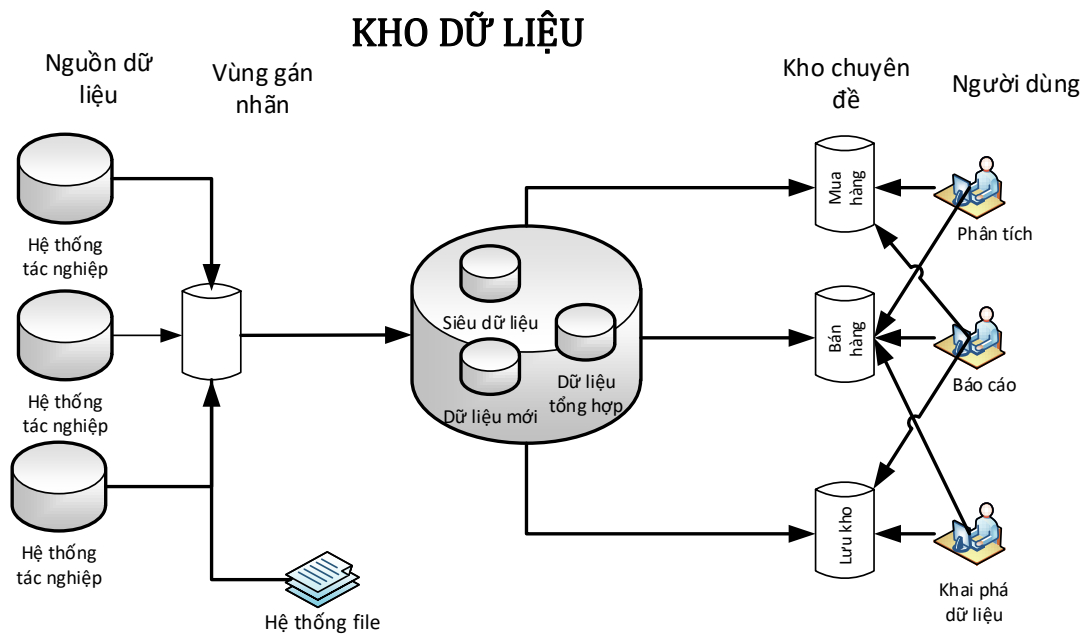 KHO DỮ LIỆU
Nguồn dữ
liệu
Vùng gán
nhãn
Kho chuyên
đề
Người dùng
Hệ thống
tác nghiệp
Mua
hàng
Phân tích
Siêu dữ liệu
Bán
hàng
Hệ thống
tác nghiệp
Dữ liệu
tổng hợp
Dữ liệu mới
Báo cáo
Lưu kho
Hệ thống
tác nghiệp
Khai phá
dữ liệu
Hệ thống file